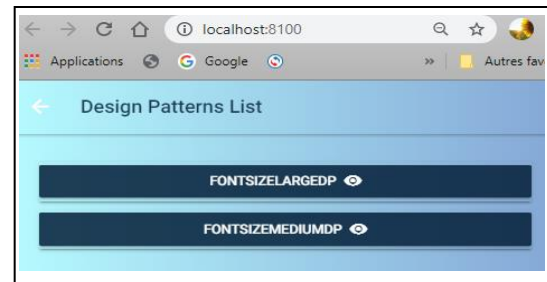 localhost:8100
Applications Google » Autres fav
Design Patterns List
FONTSIZELARGEDP
FONTSIZEMEDIUMDP